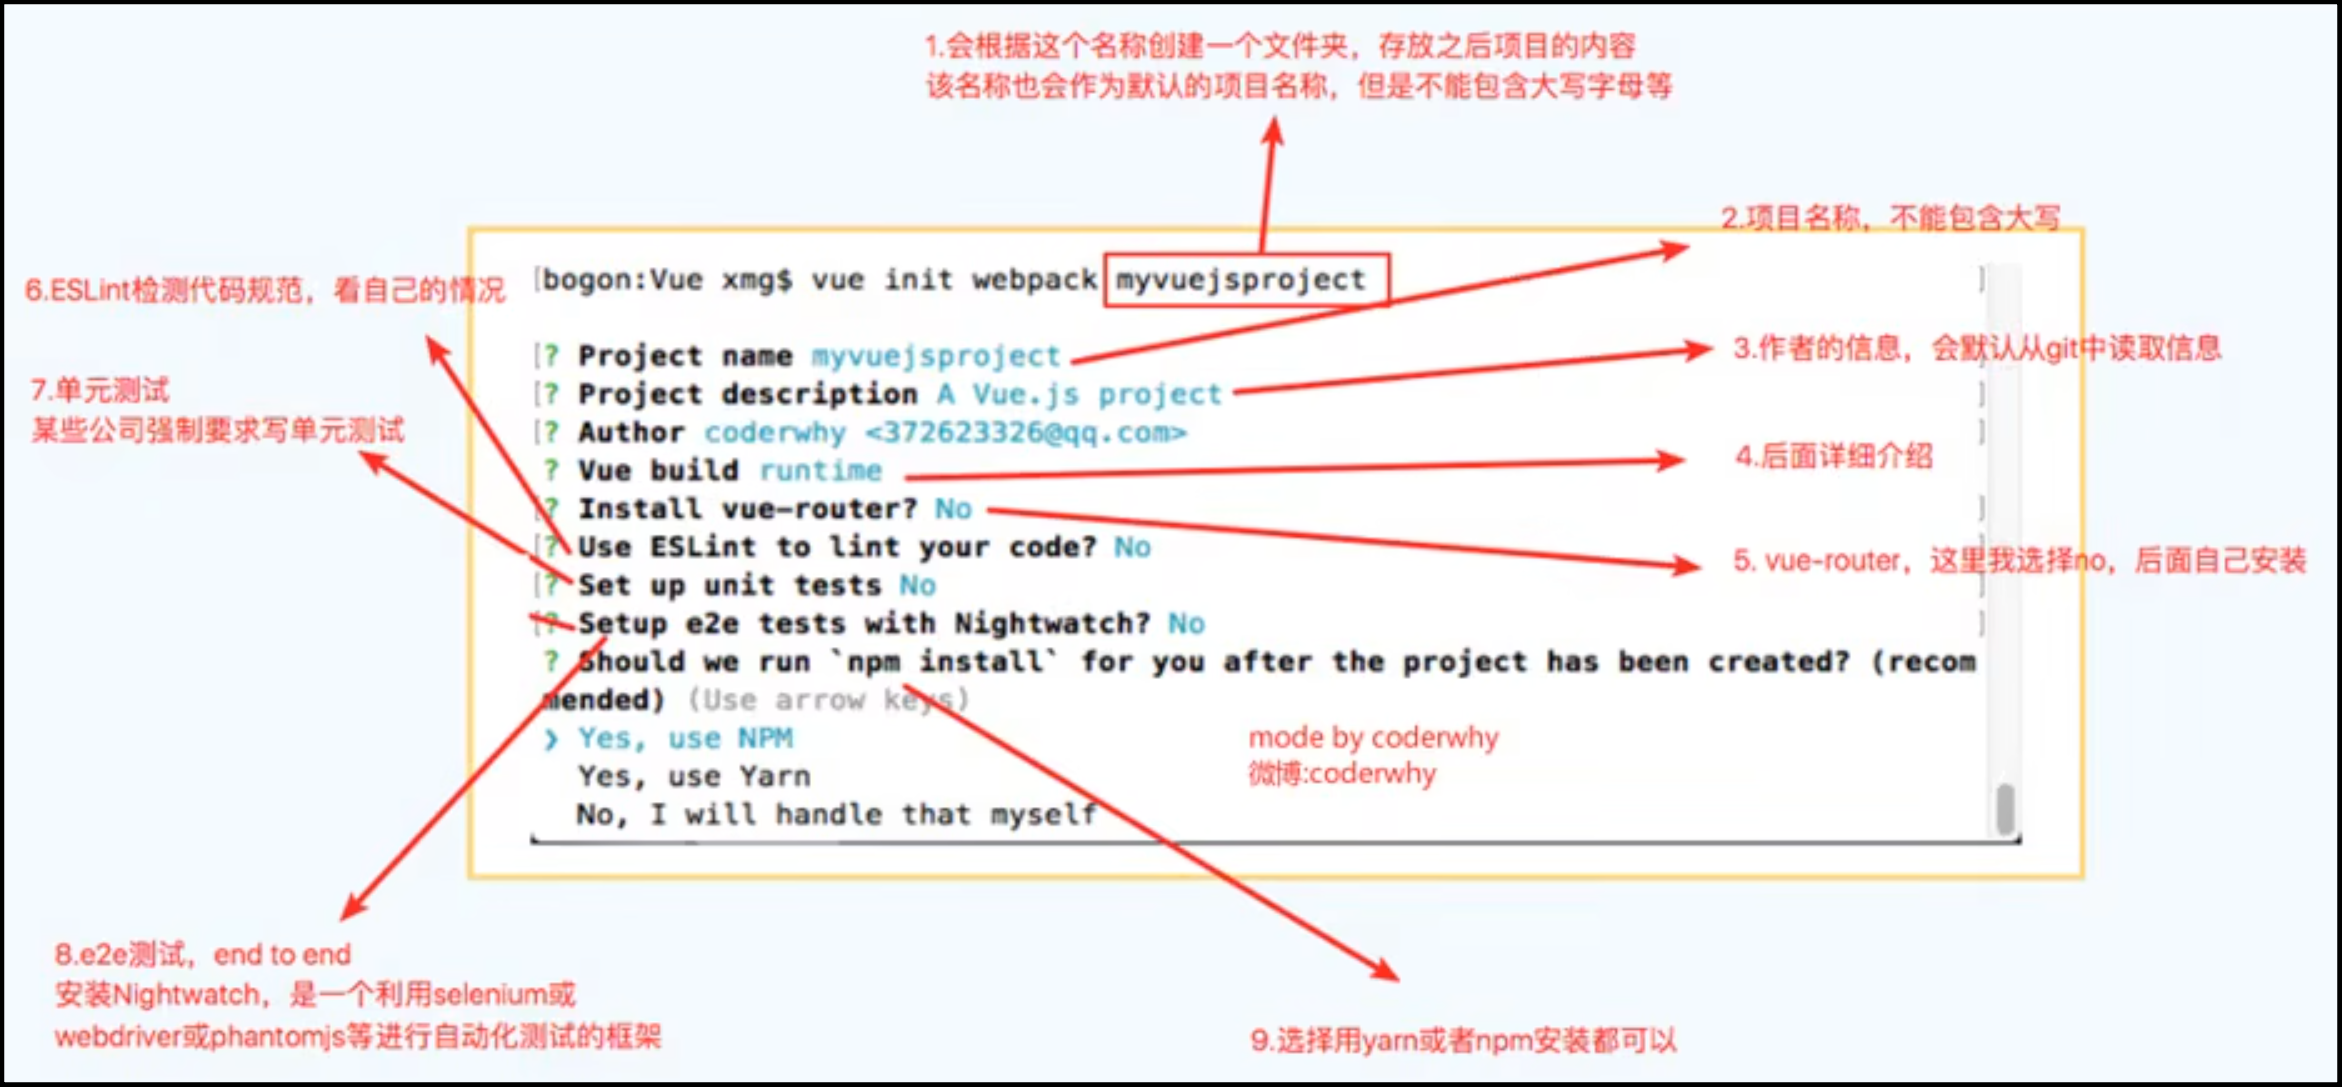 1.会根据这个名称创建一个文件夹，存放之后项目的内容
该名称也会作为默认的项目名称，但是不能包含大写字母等
2.项目名称，不能包含大写
6.ESLint检测代码规范，看自己的情况
[bogon:Vue xmg$ vue init webpack myvuejsproject ]
3.作者的信息，会默认从git中读取信息
7.单元测试
某些公司强制要求写单元测试
[? Project name myvuejsproject
[? Project description A Vue.js project ]
[? Author coderwhy <372623326@qq.com> ]
? Vue build runtime
[? Install vue-router? No ]
[? Use ESLint to lint your code? No
[? Set up unit tests No ]
[? Setup e2e tests with Nightwatch? No ]
? Should we run `npm install` for you after the project has been created? (recom
mended) (Use arrow keys)
❯ Yes, use NPM
Yes, use Yarn
No, I will handle that myself
4.后面详细介绍
5. vue-router，这里我选择no，后面自己安装
mode by coderwhy
微博:coderwhy
8.e2e测试，end to end
安装Nightwatch，是一个利用selenium或
webdriver或phantomjs等进行自动化测试的框架
9.选择用yarn或者npm安装都可以